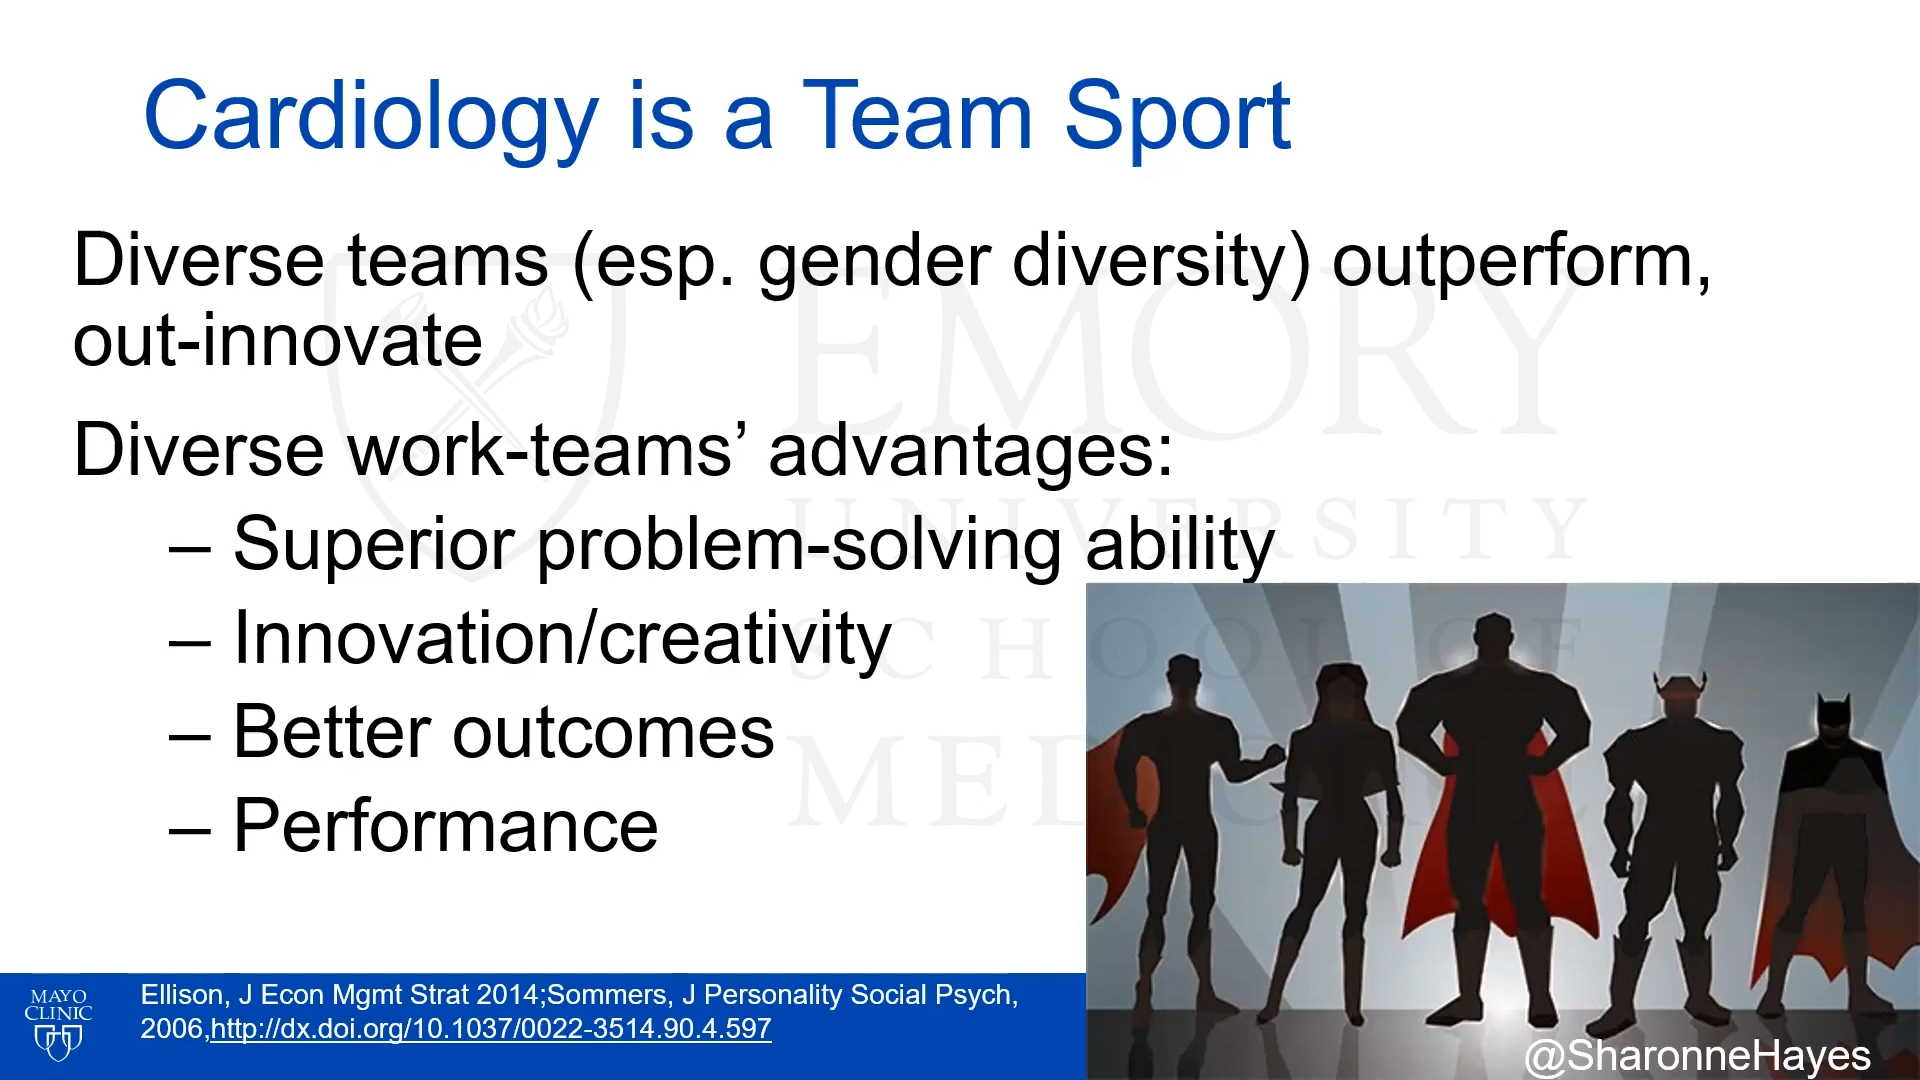 Cardiology is a Team Sport
Diverse teams (esp. gender diversity) outperform,
out-innovate
Diverse work-teams’ advantages:
– Superior problem-solving ability
– Innovation/creativity
– Better outcomes
– Performance
EMORY
UNIVERSITY
SCHOOL OF
MEDICINE
MAYO
CLINIC
Ellison, J Econ Mgmt Strat 2014;Sommers, J Personality Social Psych,
2006,http://dx.doi.org/10.1037/0022-3514.90.4.597
@SharonneHayes